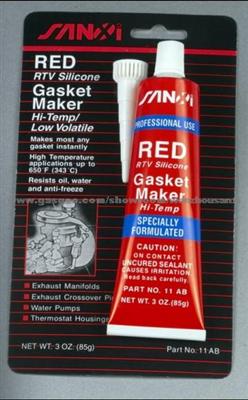 SANXi
RED
RTV Silicone
Gasket
Maker
Hi-Temp/
Low Volatile
Makes most any
gasket instantly
High Temperature
applications up to
650 F (343°C)
Resists oil, water
and anti-freeze
Exhaust Manifolds
Exhaust Crossover Pi
Water Pumps
Thermostat Housing
NET WT. 3 OZ. (85g)
Part No: 11 AB
SANXi
PROFESSIONAL USE
RED
RTV Silicone
Gasket
Maker
Hi-Temp
SPECIALLY
FORMULATED
CAUTION:
ON CONTACT
UNCURED SEALANT
CAUSES IRRITATION
Read back carefully.
PART NO. 11 AB
NET WT. 3 OZ. (85g)